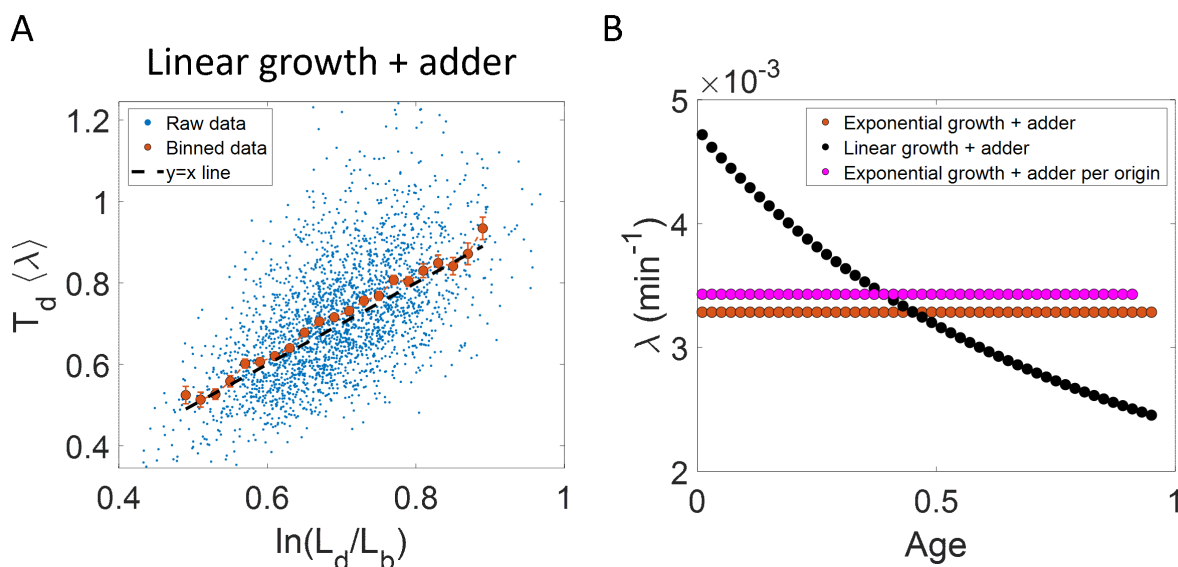 A
Linear growth + adder
Raw data
Binned data
y=x line
1.2
1
0.8
0.6
0.4
T_d ⟨λ⟩
0.4
0.6
0.8
1
ln(L_d/L_b)
B
×10^-3
Exponential growth + adder
Linear growth + adder
Exponential growth + adder per origin
5
4
3
2
λ (min^-1)
0
0.5
1
Age